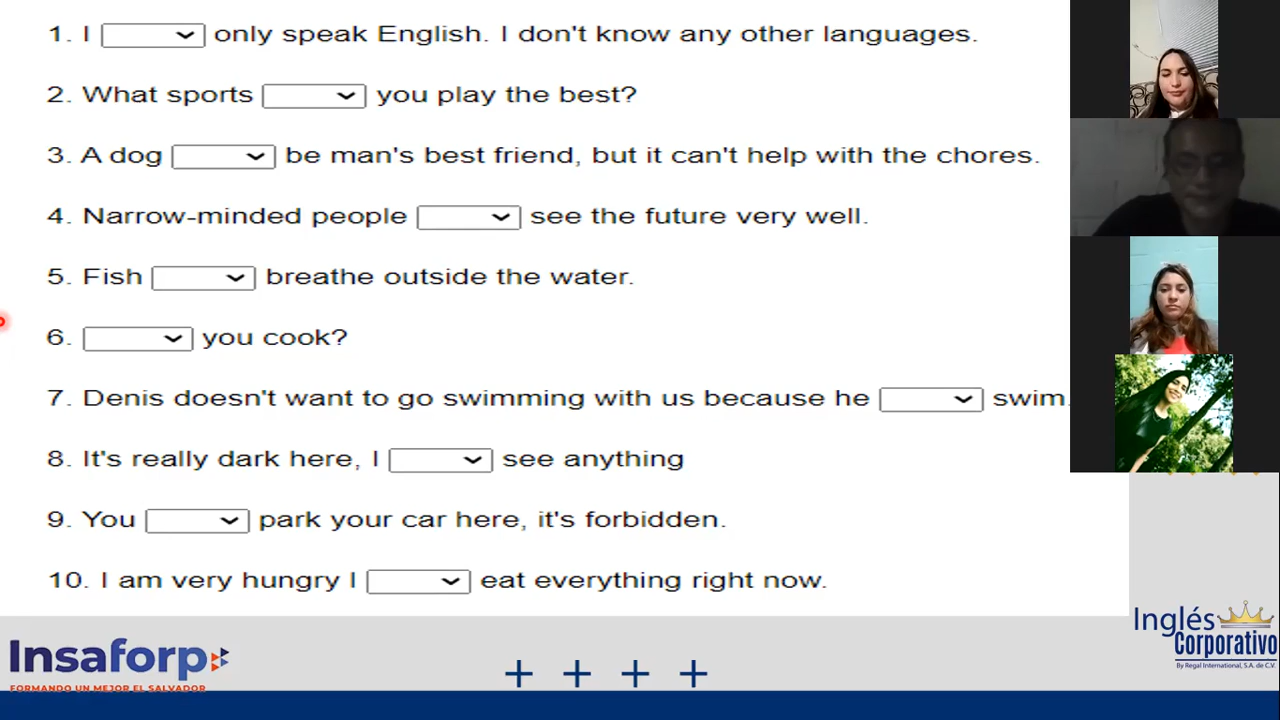 1. I only speak English. I don't know any other languages.
2. What sports you play the best?
3. A dog be man's best friend, but it can't help with the chores.
4. Narrow-minded people see the future very well.
5. Fish breathe outside the water.
6. you cook?
7. Denis doesn't want to go swimming with us because he swim.
8. It's really dark here, I see anything
9. You park your car here, it's forbidden.
10. I am very hungry I eat everything right now.
Insaforp
FORMANDO UN MEJOR EL SALVADOR
Inglés
Corporativo
By Regal International, S.A. de C.V.